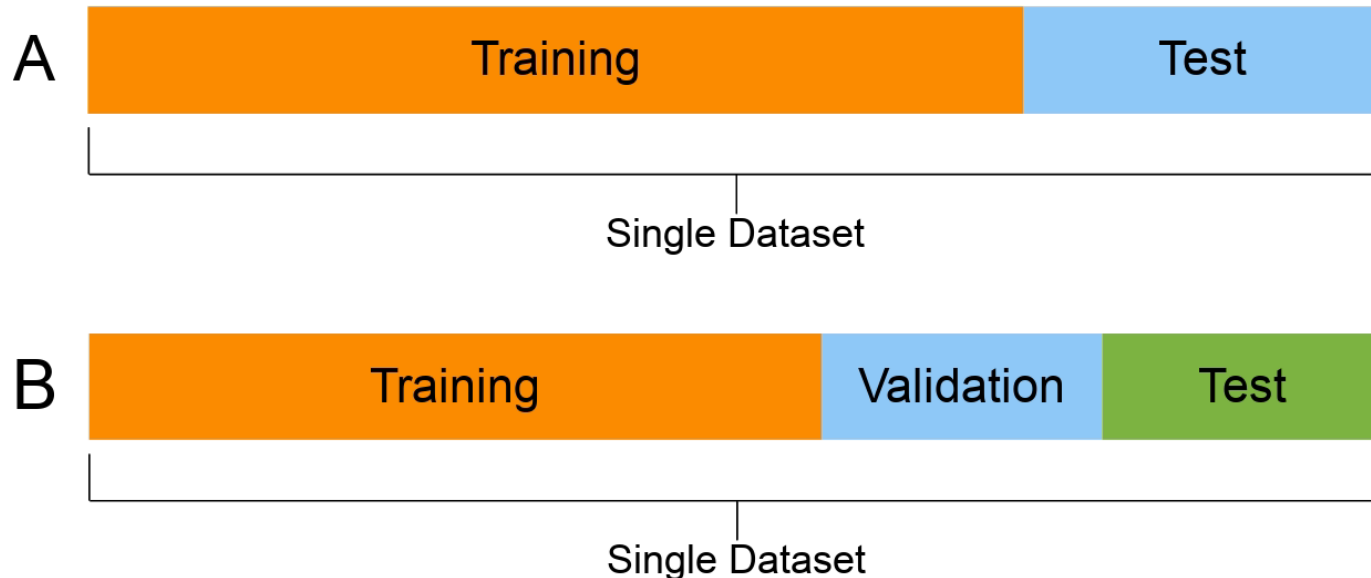 A Training Test
Single Dataset
B Training Validation Test
Single Dataset